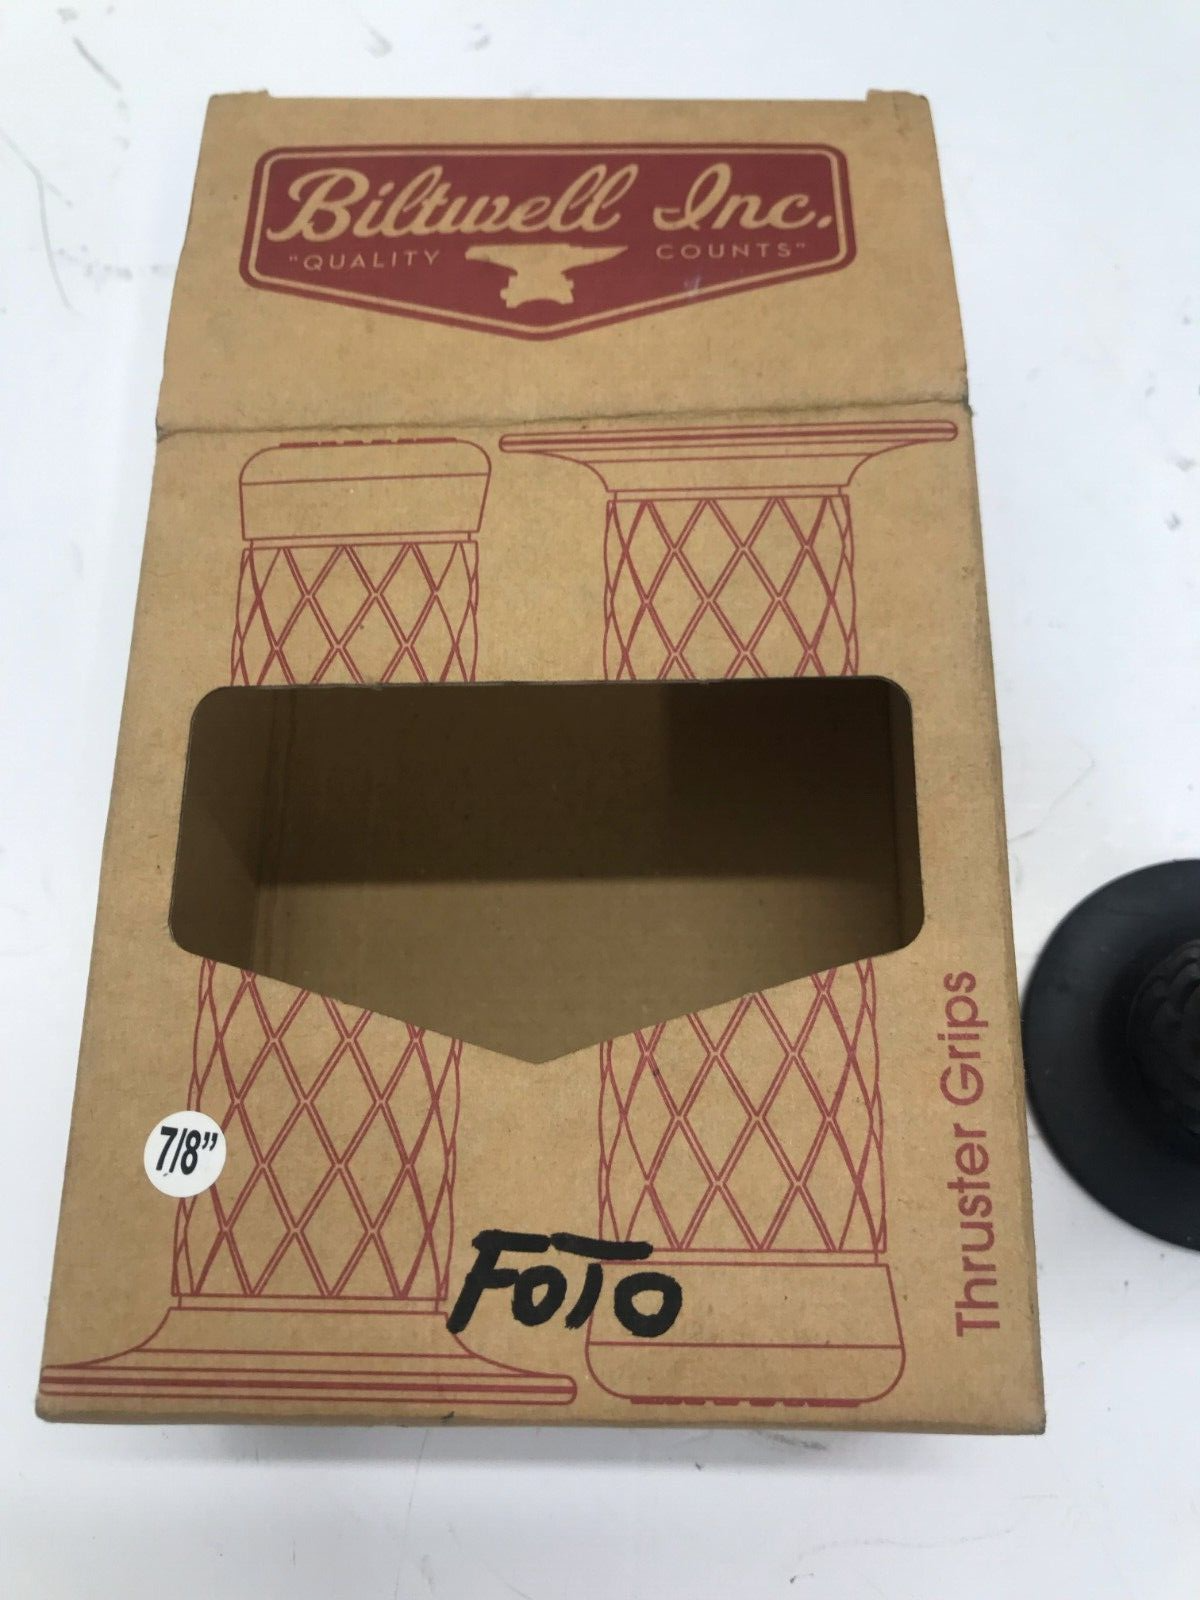 Biltwell Inc.
"QUALITY COUNTS"
7/8"
FOTO
Thruster Grips